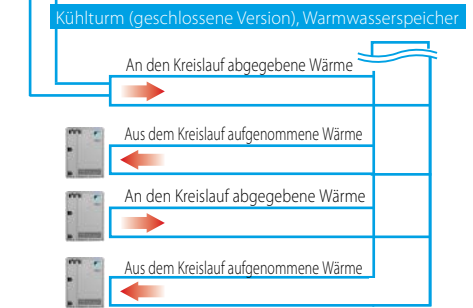 Kühlturm (geschlossene Version), Warmwasserspeicher
An den Kreislauf abgegebene Wärme
Aus dem Kreislauf aufgenommene Wärme
An den Kreislauf abgegebene Wärme
Aus dem Kreislauf aufgenommene Wärme